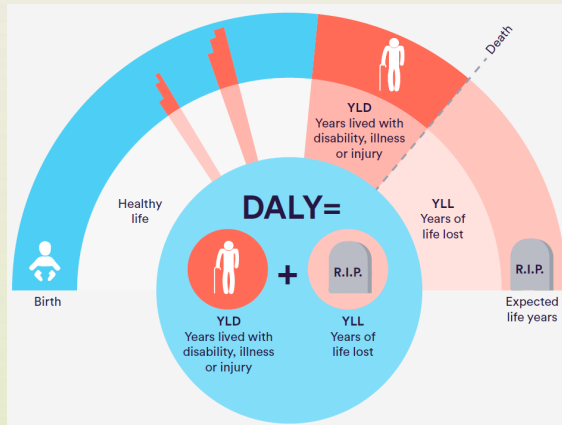 Death
YLD
Years lived with
disability, illness
or injury
Healthy
life
DALY=
YLL
Years of
life lost
R.I.P.
+
R.I.P.
Birth
Expected
life years
YLD
Years lived with
disability, illness
or injury
YLL
Years of
life lost